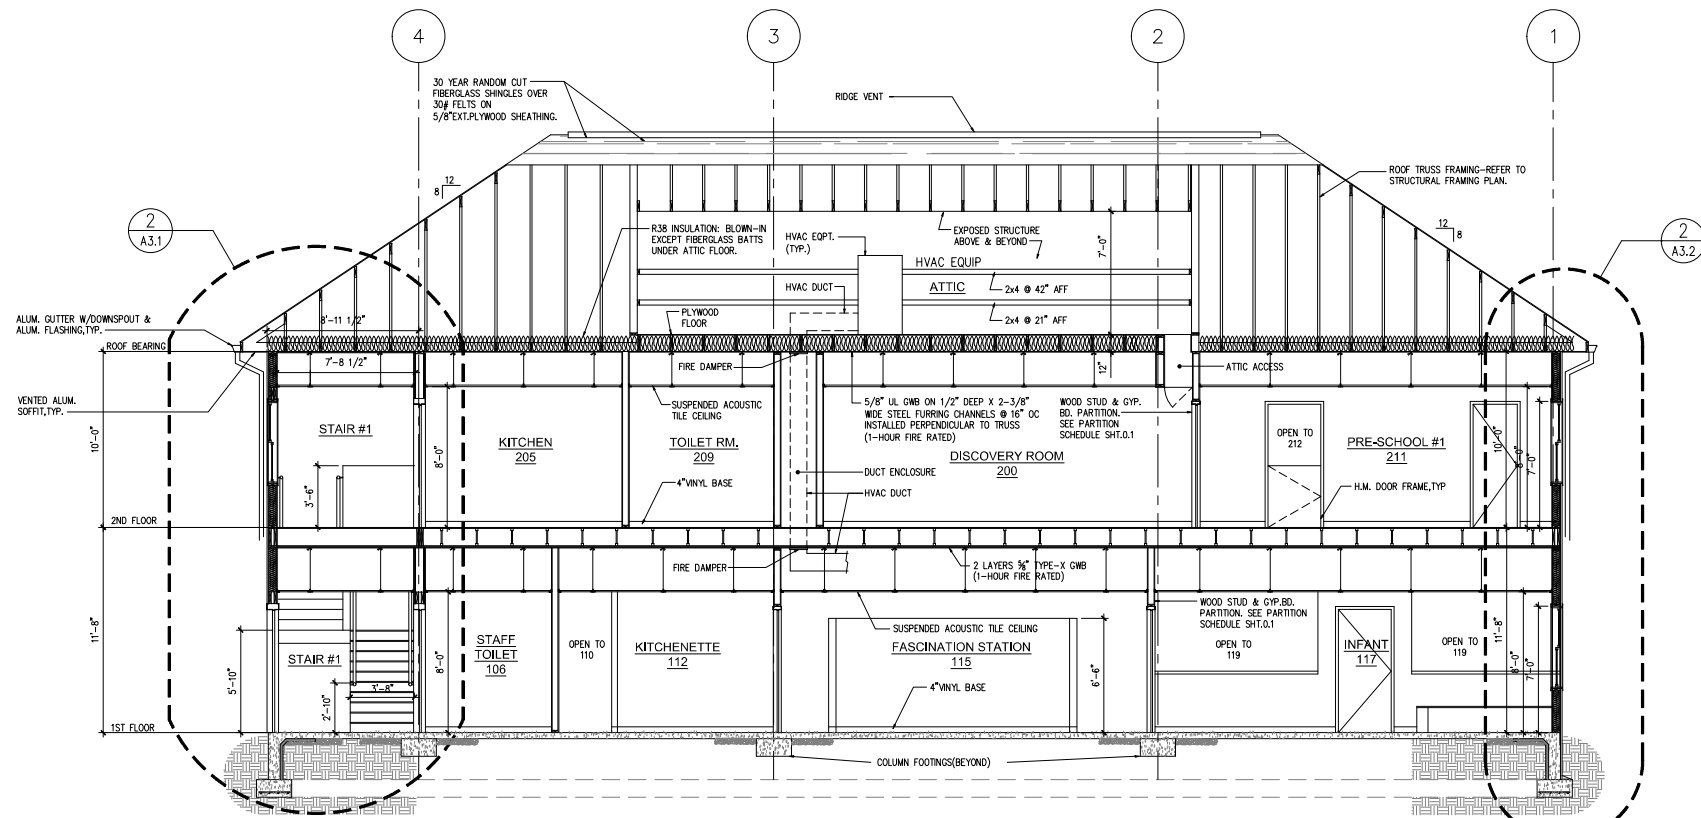 4
3
2
1
30 YEAR RANDOM CUT
FIBERGLASS SHINGLES OVER
30# FELTS ON
5/8"EXT.PLYWOOD SHEATHING.
RIDGE VENT
12
8
ROOF TRUSS FRAMING-REFER TO
STRUCTURAL FRAMING PLAN.
12
8
2
A3.1
2
A3.2
R38 INSULATION: BLOWN-IN
EXCEPT FIBERGLASS BATTS
UNDER ATTIC FLOOR.
HVAC EQPT.
(TYP.)
EXPOSED STRUCTURE
ABOVE & BEYOND
7'-0"
HVAC EQUIP
ATTIC
HVAC DUCT
2x4 @ 42" AFF
2x4 @ 21" AFF
PLYWOOD
FLOOR
ALUM. GUTTER W/DOWNSPOUT &
ALUM. FLASHING,TYP.
8'-11 1/2"
ROOF BEARING
7'-8 1/2"
FIRE DAMPER
12"
ATTIC ACCESS
VENTED ALUM.
SOFFIT,TYP.
SUSPENDED ACOUSTIC
TILE CEILING
5/8" UL GWB ON 1/2" DEEP X 2-3/8"
WIDE STEEL FURRING CHANNELS @ 16" OC
INSTALLED PERPENDICULAR TO TRUSS
(1-HOUR FIRE RATED)
WOOD STUD & GYP.
BD. PARTITION.
SEE PARTITION
SCHEDULE SHT.0.1
10'-0"
STAIR #1
8'-0"
KITCHEN
205
TOILET RM.
209
DISCOVERY ROOM
200
OPEN TO
212
PRE-SCHOOL #1
211
10'-0"
8'-0"
7'-0"
3'-6"
4"VINYL BASE
DUCT ENCLOSURE
HVAC DUCT
H.M. DOOR FRAME,TYP
2ND FLOOR
FIRE DAMPER
2 LAYERS 5/8" TYPE-X GWB
(1-HOUR FIRE RATED)
WOOD STUD & GYP.BD.
PARTITION. SEE PARTITION
SCHEDULE SHT.0.1
SUSPENDED ACOUSTIC TILE CEILING
11'-8"
5'-10"
STAIR #1
2'-10"
3'-8"
8'-0"
STAFF
TOILET
106
OPEN TO
110
KITCHENETTE
112
FASCINATION STATION
115
6'-6"
OPEN TO
119
INFANT
117
OPEN TO
119
11'-8"
8'-0"
7'-0"
4"VINYL BASE
1ST FLOOR
COLUMN FOOTINGS(BEYOND)